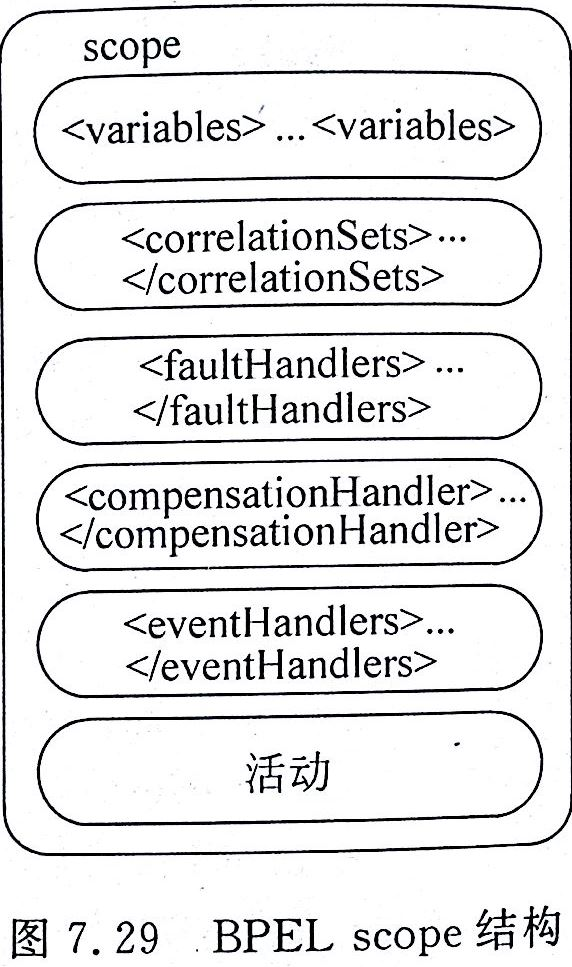 scope
<variables> ... <variables>
<correlationSets> ...
</correlationSets>
<faultHandlers> ...
</faultHandlers>
<compensationHandler> ...
</compensationHandler>
<eventHandlers>...
</eventHandlers>
活动
图 7.29 BPEL scope 结构